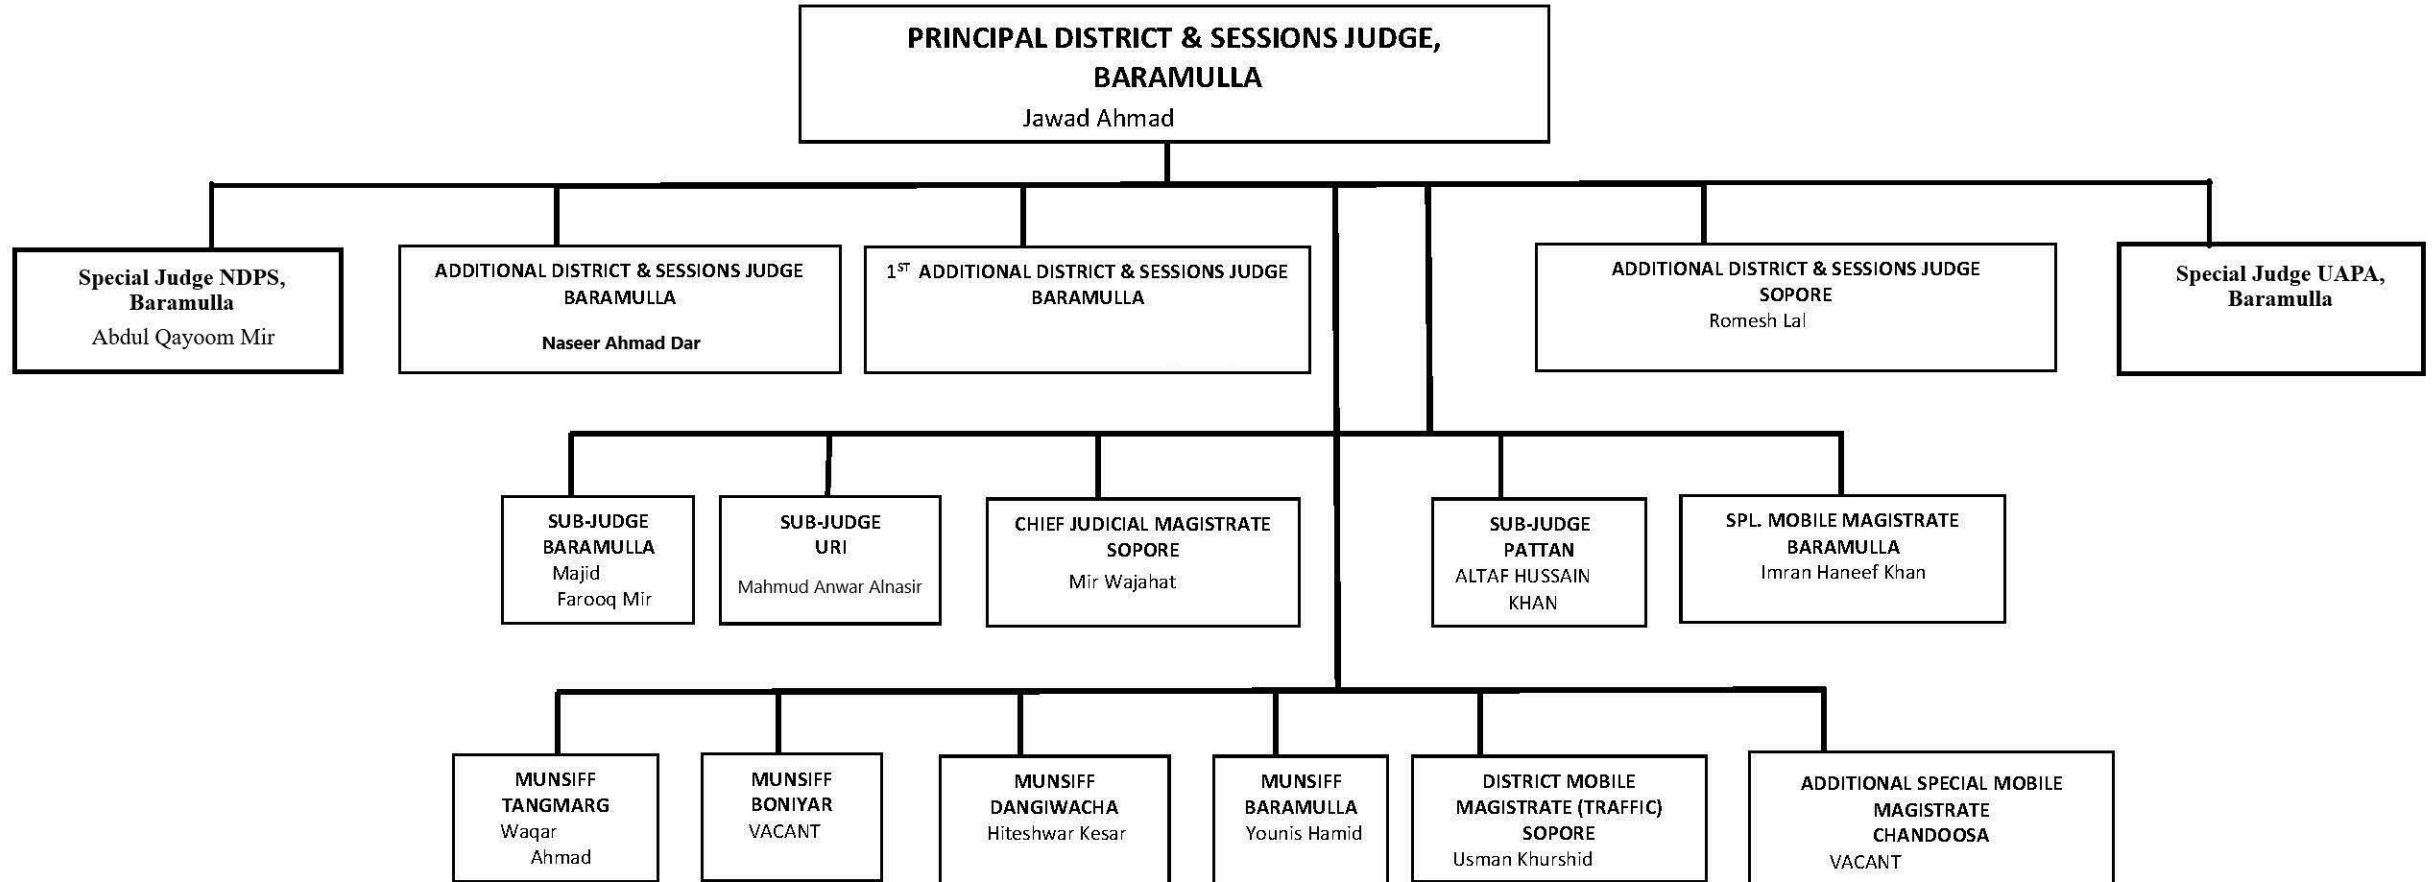 PRINCIPAL DISTRICT & SESSIONS JUDGE,
BARAMULLA
Jawad Ahmad
Special Judge NDPS,
Baramulla
Abdul Qayoom Mir
ADDITIONAL DISTRICT & SESSIONS JUDGE
BARAMULLA
Naseer Ahmad Dar
1ST ADDITIONAL DISTRICT & SESSIONS JUDGE
BARAMULLA
ADDITIONAL DISTRICT & SESSIONS JUDGE
SOPORE
Romesh Lal
Special Judge UAPA,
Baramulla
SUB-JUDGE
BARAMULLA
Majid
Farooq Mir
SUB-JUDGE
URI
Mahmud Anwar Alnasir
CHIEF JUDICIAL MAGISTRATE
SOPORE
Mir Wajahat
SUB-JUDGE
PATTAN
ALTAF HUSSAIN
KHAN
SPL. MOBILE MAGISTRATE
BARAMULLA
Imran Haneef Khan
MUNSIFF
TANGMARG
Waqar
Ahmad
MUNSIFF
BONIYAR
VACANT
MUNSIFF
DANGIWACHA
Hiteshwar Kesar
MUNSIFF
BARAMULLA
Younis Hamid
DISTRICT MOBILE
MAGISTRATE (TRAFFIC)
SOPORE
Usman Khurshid
ADDITIONAL SPECIAL MOBILE
MAGISTRATE
CHANDOOSA
VACANT